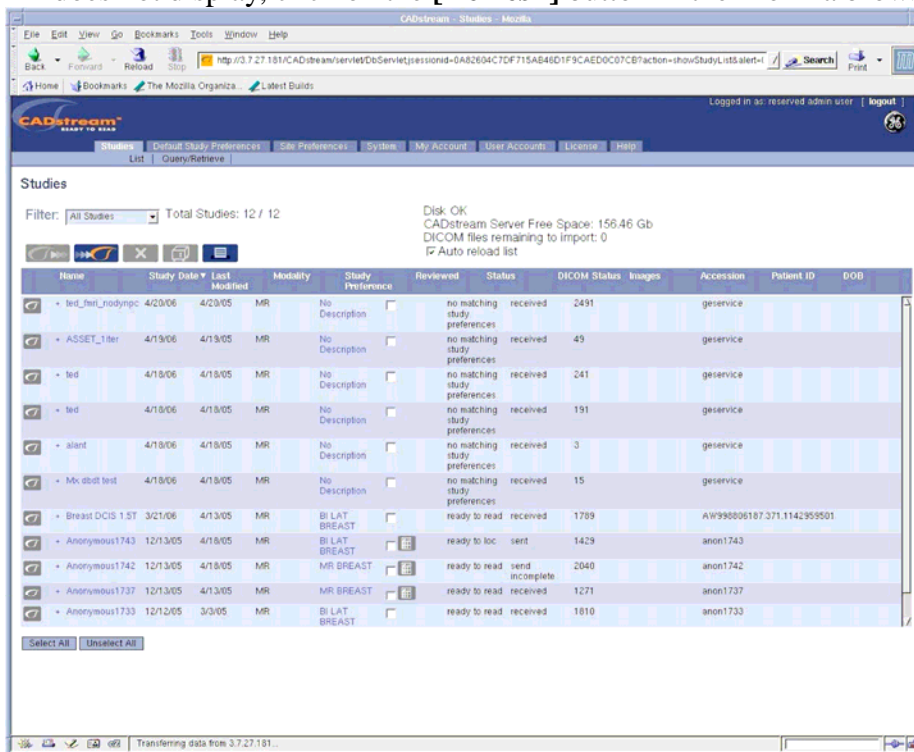 CADstream - Studies - Mozilla
File Edit View Go Bookmarks Tools Window Help
Back Forward Reload Stop Search Print
Home Bookmarks The Mozilla Organiza... Latest Builds
Logged in as: reserved admin user [ logout ]
CADstream
READY TO READ
Studies Default Study Preferences Site Preferences System My Account User Accounts License Help
List | Query/Retrieve |
Studies
Filter: All Studies Total Studies: 12 / 12
Disk OK
CADstream Server Free Space: 156.46 Gb
DICOM files remaining to import: 0
Auto reload list
Name Study Date Last Modified Modality Study Preference Reviewed Status DICOM Status Images Accession Patient ID DOB
+ ted_fmri_nodynpc 4/20/06 4/20/05 MR No Description no matching study preferences received 2491 geservice
+ ASSET_1iter 4/19/06 4/19/05 MR No Description no matching study preferences received 49 geservice
+ ted 4/18/06 4/18/05 MR No Description no matching study preferences received 241 geservice
+ ted 4/18/06 4/18/05 MR No Description no matching study preferences received 191 geservice
+ alant 4/18/06 4/18/05 MR No Description no matching study preferences received 3 geservice
+ Mx dbdt test 4/18/06 4/18/05 MR No Description no matching study preferences received 15 geservice
+ Breast DCIS 1.5T 3/21/06 4/13/05 MR BI LAT BREAST ready to read received 1789 AW998806187.371.1142959501
+ Anonymous1743 12/13/05 4/18/05 MR BI LAT BREAST ready to loc sent 1429 anon1743
+ Anonymous1742 12/13/05 4/18/05 MR MR BREAST ready to read send incomplete 2040 anon1742
+ Anonymous1737 12/13/05 4/13/05 MR MR BREAST ready to read received 1271 anon1737
+ Anonymous1733 12/12/05 3/3/05 MR BI LAT BREAST ready to read received 1810 anon1733
Select All Unselect All
Transferring data from 3.7.27.181...